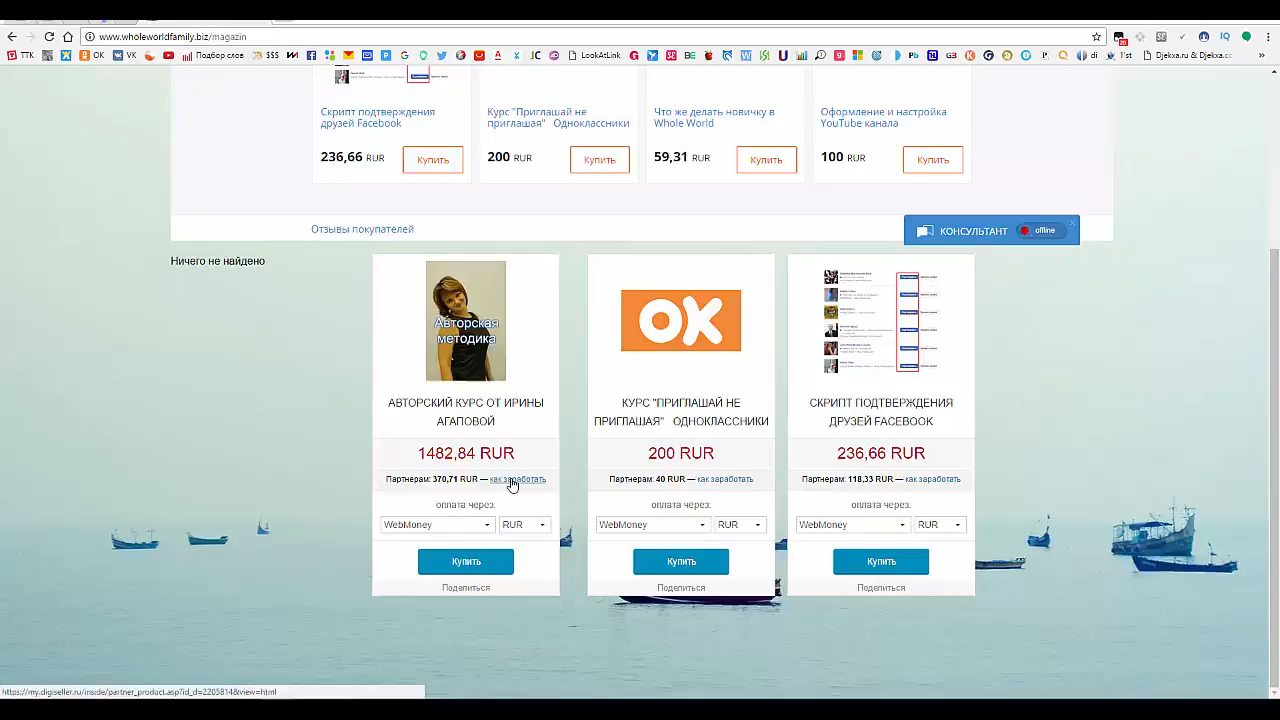 www.wholeworldfamily.biz/magazin
ТТК
OK
VK
Подбор слов
$$$
JC
LookAtLink
1st
Djekxa.ru & Djekxa.co
Скрипт подтверждения
друзей Facebook
236,66 RUR
Купить
Курс "Приглашай не
приглашая" Одноклассники
200 RUR
Купить
Что же делать новичку в
Whole World
59,31 RUR
Купить
Оформление и настройка
YouTube канала
100 RUR
Купить
Отзывы покупателей
КОНСУЛЬТАНТ
offline
Ничего не найдено
Авторская
методика
АВТОРСКИЙ КУРС ОТ ИРИНЫ
АГАПОВОЙ
1482,84 RUR
Партнерам: 370,71 RUR — как заработать
оплата через:
WebMoney RUR
Купить
Поделиться
ОК
КУРС "ПРИГЛАШАЙ НЕ
ПРИГЛАШАЯ" ОДНОКЛАССНИКИ
200 RUR
Партнерам: 40 RUR — как заработать
оплата через:
WebMoney RUR
Купить
Поделиться
СКРИПТ ПОДТВЕРЖДЕНИЯ
ДРУЗЕЙ FACEBOOK
236,66 RUR
Партнерам: 118,33 RUR — как заработать
оплата через:
WebMoney RUR
Купить
Поделиться
https://my.digiseller.ru/inside/partner_product.asp?id_d=2205814&view=html